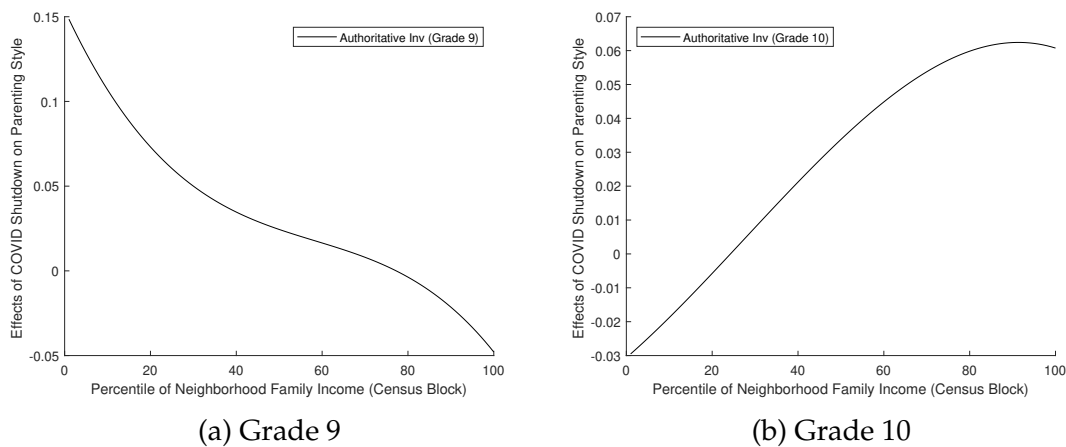 0.15
0.1
0.05
0
-0.05
0 20 40 60 80 100
Effects of COVID Shutdown on Parenting Style
Authoritative Inv (Grade 9)
Percentile of Neighborhood Family Income (Census Block)
(a) Grade 9
0.07
0.06
0.05
0.04
0.03
0.02
0.01
0
-0.01
-0.02
-0.03
0 20 40 60 80 100
Effects of COVID Shutdown on Parenting Style
Authoritative Inv (Grade 10)
Percentile of Neighborhood Family Income (Census Block)
(b) Grade 10